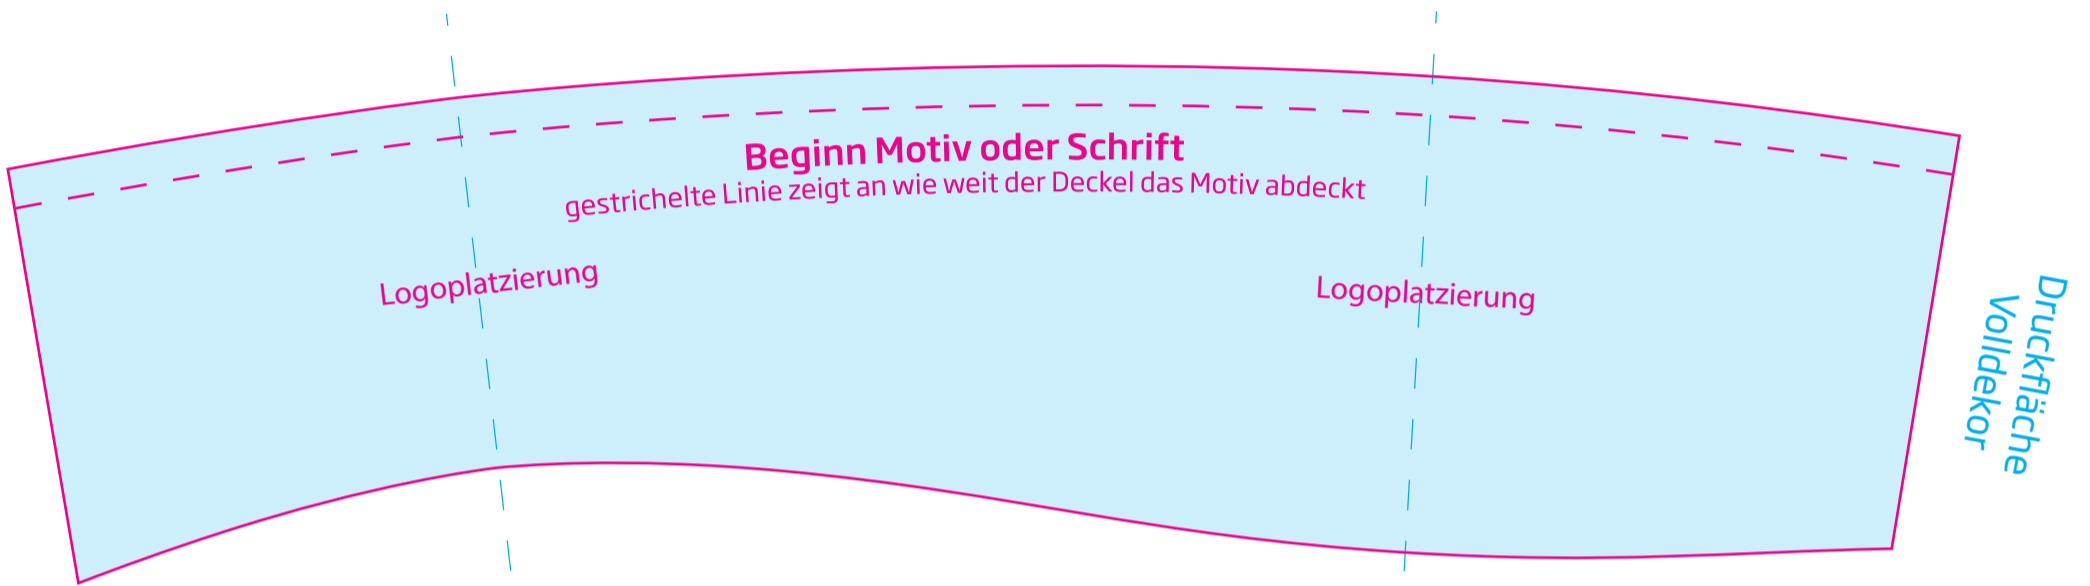 Beginn Motiv oder Schrift
gestrichelte Linie zeigt an wie weit der Deckel das Motiv abdeckt
Logoplatzierung
Logoplatzierung
Druckfläche
Volldekor